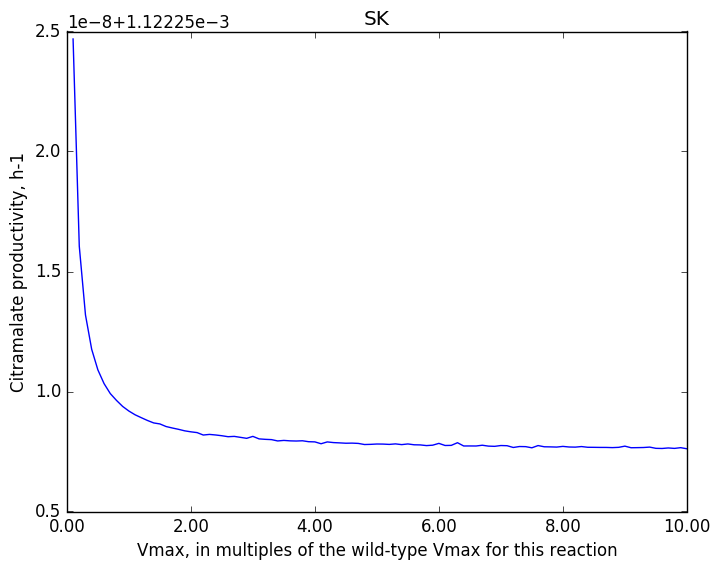 SK
1e−8+1.12225e−3
2.5
2.0
1.5
1.0
0.5
Citramalate productivity, h-1
0.00 2.00 4.00 6.00 8.00 10.00
Vmax, in multiples of the wild-type Vmax for this reaction